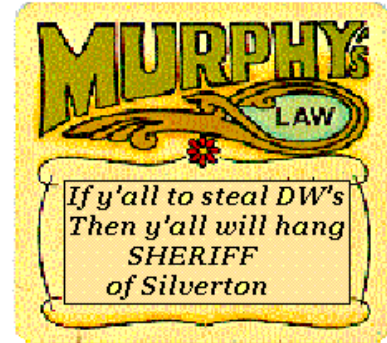 MURPHY's
LAW
If y'all to steal DW's
Then y'all will hang
SHERIFF
of Silverton